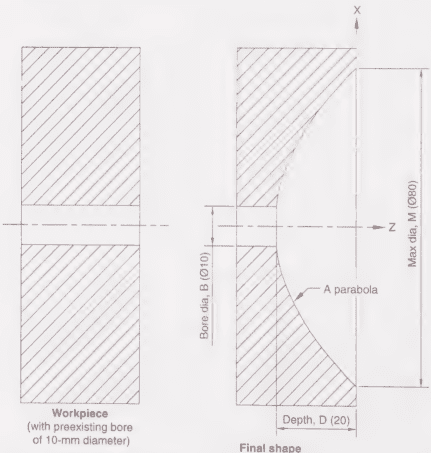 X
Z
Bore dia, B (Ø10)
Max dia, M (Ø80)
A parabola
Depth, D (20)
Workpiece
(with preexisting bore
of 10-mm diameter)
Final shape